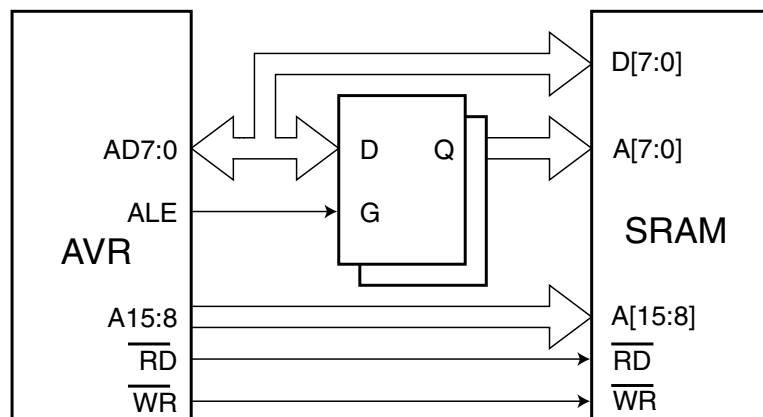 D[7:0]
AD7:0
D
Q
A[7:0]
ALE
G
AVR
SRAM
A15:8
A[15:8]
RD
RD
WR
WR